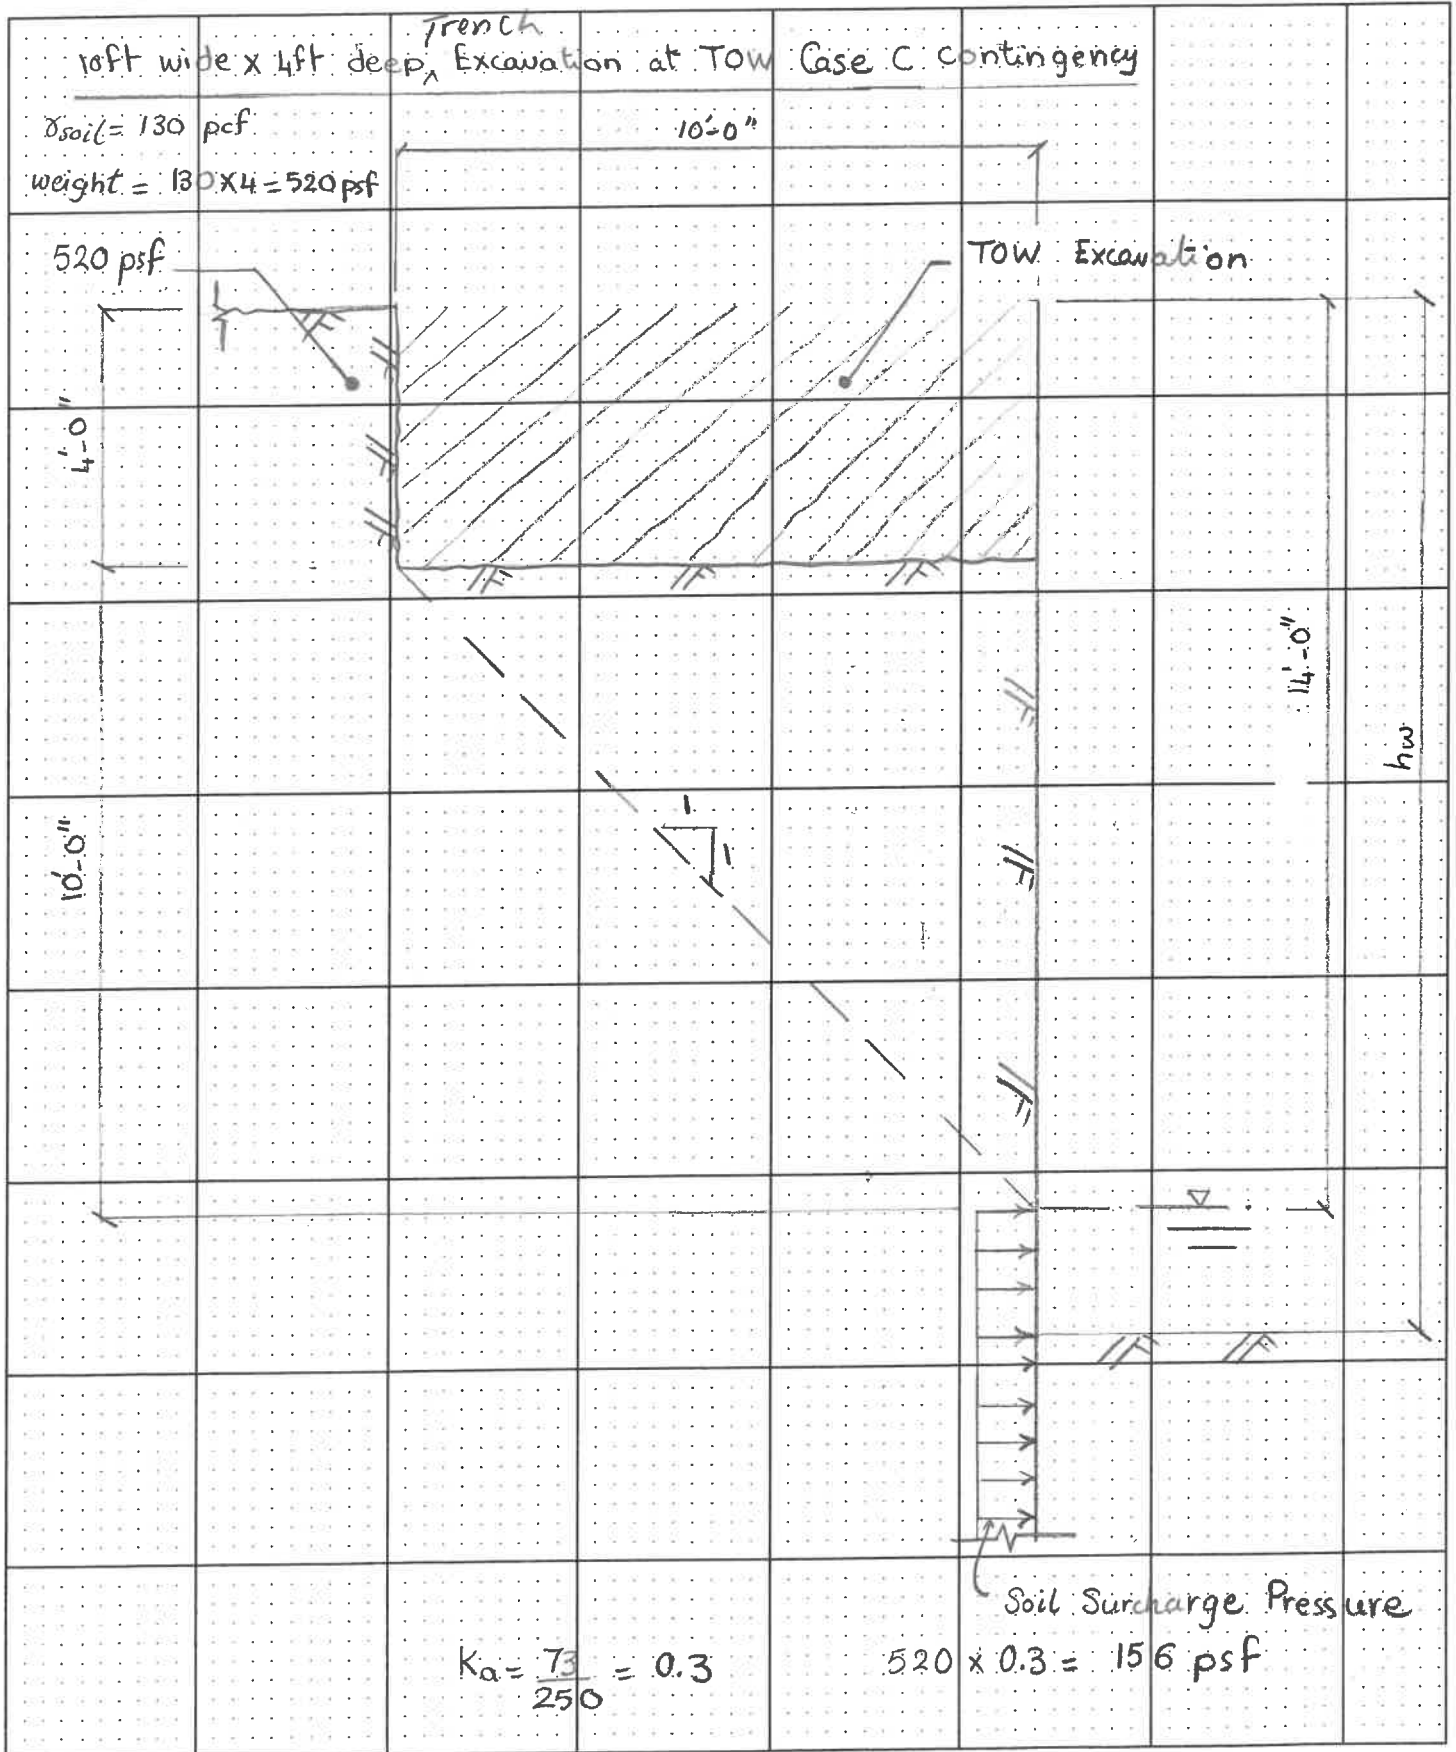 Trench
10ft wide x 4ft deep^ Excavation at TOW Case C Contingency
γsoil = 130 pcf
weight = 130 x 4 = 520 psf
10'-0"
520 psf
TOW Excavation
4'-0"
14'-0"
hw
10'-0"
1
1
Soil Surcharge Pressure
Ka = 73/250 = 0.3
520 x 0.3 = 156 psf